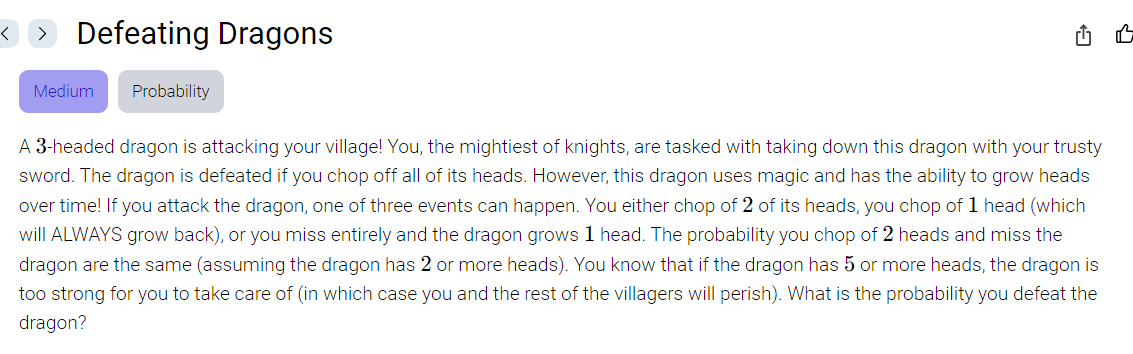 Defeating Dragons
Medium Probability
A 3-headed dragon is attacking your village! You, the mightiest of knights, are tasked with taking down this dragon with your trusty
sword. The dragon is defeated if you chop off all of its heads. However, this dragon uses magic and has the ability to grow heads
over time! If you attack the dragon, one of three events can happen. You either chop of 2 of its heads, you chop of 1 head (which
will ALWAYS grow back), or you miss entirely and the dragon grows 1 head. The probability you chop of 2 heads and miss the
dragon are the same (assuming the dragon has 2 or more heads). You know that if the dragon has 5 or more heads, the dragon is
too strong for you to take care of (in which case you and the rest of the villagers will perish). What is the probability you defeat the
dragon?